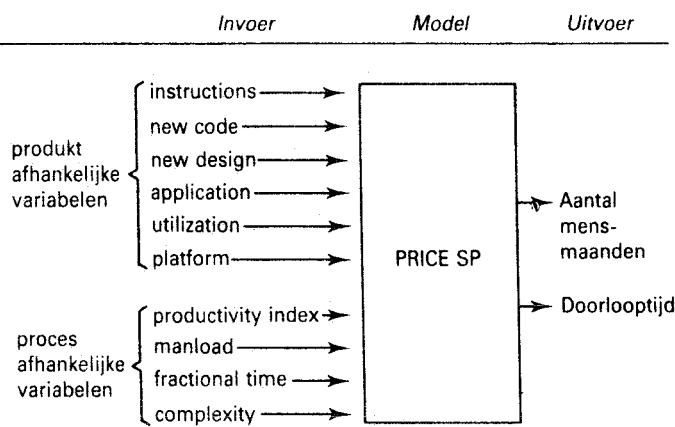 Invoer Model Uitvoer
produkt
afhankelijke
variabelen
instructions
new code
new design
application
utilization
platform
proces
afhankelijke
variabelen
productivity index
manload
fractional time
complexity
PRICE SP
Aantal
mens-
maanden
Doorlooptijd